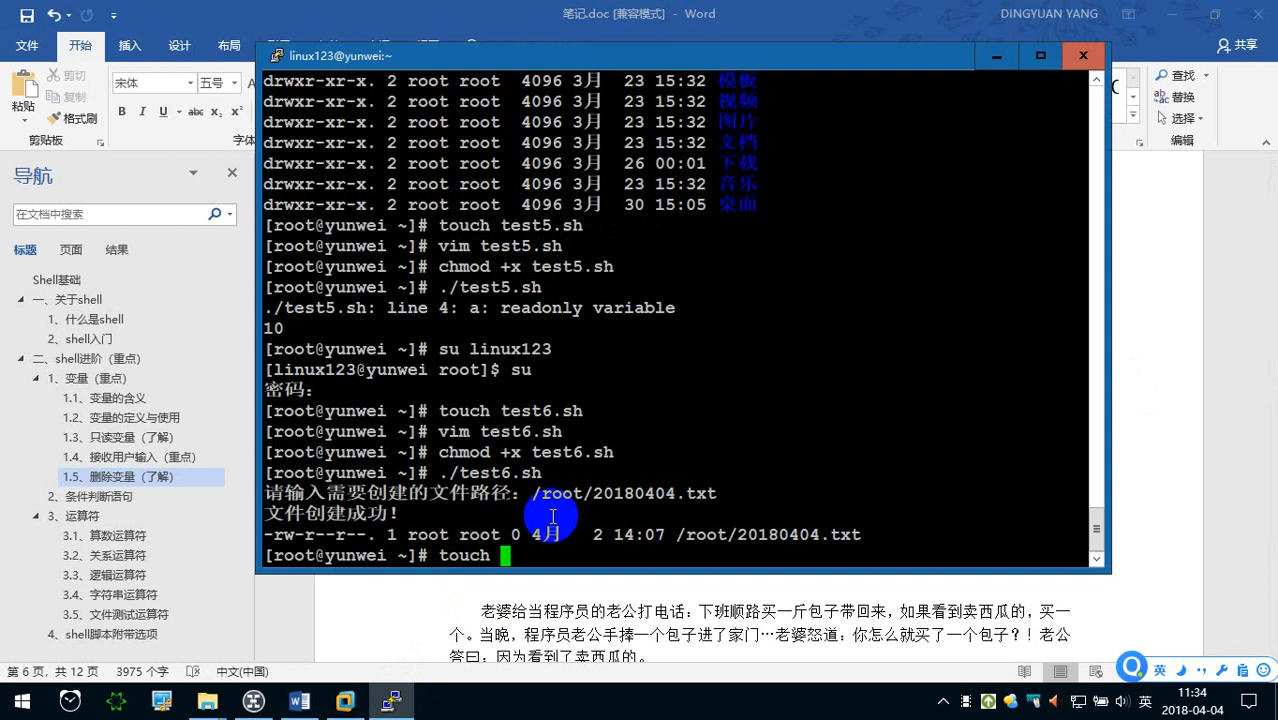 笔记.doc [兼容模式] - Word
DINGYUAN YANG
文件
开始
插入
设计
布局
共享
粘贴
剪切
复制
格式刷
剪贴板
宋体
五号
B I U abc x₂ x²
字体
查找
替换
选择
编辑
导航
在文档中搜索
标题 页面 结果
Shell基础
一、关于shell
1、什么是shell
2、shell入门
二、shell进阶（重点）
1、变量（重点）
1.1、变量的含义
1.2、变量的定义与使用
1.3、只读变量（了解）
1.4、接收用户输入（重点）
1.5、删除变量（了解）
2、条件判断语句
3、运算符
3.1、算数运算符
3.2、关系运算符
3.3、逻辑运算符
3.4、字符串运算符
3.5、文件测试运算符
4、shell脚本附带选项
linux123@yunwei:~
drwxr-xr-x. 2 root root 4096 3月 23 15:32 模板
drwxr-xr-x. 2 root root 4096 3月 23 15:32 视频
drwxr-xr-x. 2 root root 4096 3月 23 15:32 图片
drwxr-xr-x. 2 root root 4096 3月 23 15:32 文档
drwxr-xr-x. 2 root root 4096 3月 26 00:01 下载
drwxr-xr-x. 2 root root 4096 3月 23 15:32 音乐
drwxr-xr-x. 2 root root 4096 3月 30 15:05 桌面
[root@yunwei ~]# touch test5.sh
[root@yunwei ~]# vim test5.sh
[root@yunwei ~]# chmod +x test5.sh
[root@yunwei ~]# ./test5.sh
./test5.sh: line 4: a: readonly variable
10
[root@yunwei ~]# su linux123
[linux123@yunwei root]$ su
密码：
[root@yunwei ~]# touch test6.sh
[root@yunwei ~]# vim test6.sh
[root@yunwei ~]# chmod +x test6.sh
[root@yunwei ~]# ./test6.sh
请输入需要创建的文件路径：/root/20180404.txt
文件创建成功！
-rw-r--r--. 1 root root 0 4月 2 14:07 /root/20180404.txt
[root@yunwei ~]# touch
老婆给当程序员的老公打电话：下班顺路买一斤包子带回来，如果看到卖西瓜的，买一
个。当晚，程序员老公手捧一个包子进了家门…老婆怒道：你怎么就买了一个包子？！老公
答曰：因为看到了卖西瓜的。
第 6 页，共 12 页 3975 个字 中文(中国)
英
英
11:34
2018-04-04